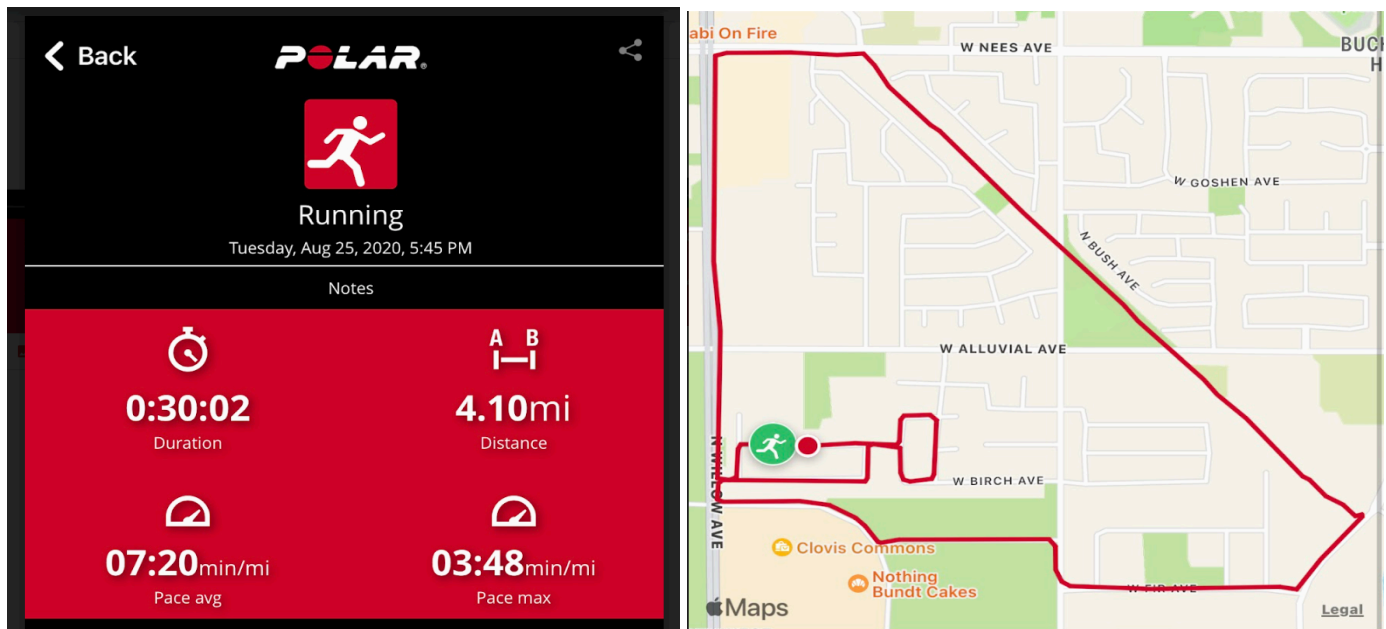 Back
POLAR
Running
Tuesday, Aug 25, 2020, 5:45 PM
Notes
A B
0:30:02
Duration
4.10mi
Distance
07:20min/mi
Pace avg
03:48min/mi
Pace max
abi On Fire
W NEES AVE
BUC
H
W GOSHEN AVE
N BUSH AVE
W ALLUVIAL AVE
N WILLOW AVE
W BIRCH AVE
Clovis Commons
Nothing
Bundt Cakes
W FIR AVE
Maps
Legal